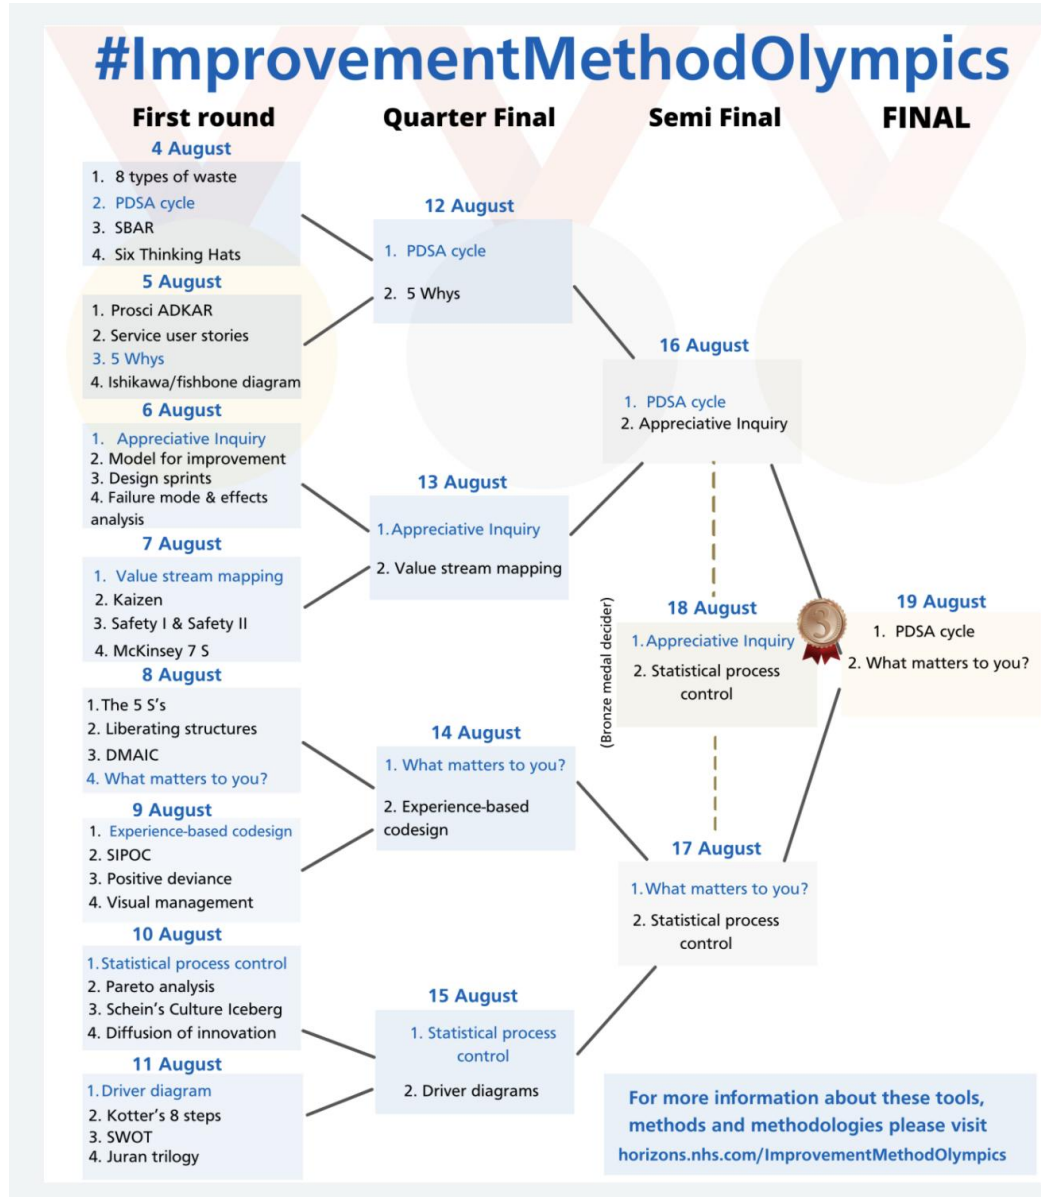 #ImprovementMethodOlympics
First round
4 August
1. 8 types of waste
2. PDSA cycle
3. SBAR
4. Six Thinking Hats
5 August
1. Prosci ADKAR
2. Service user stories
3. 5 Whys
4. Ishikawa/fishbone diagram
6 August
1. Appreciative Inquiry
2. Model for improvement
3. Design sprints
4. Failure mode & effects
analysis
7 August
1. Value stream mapping
2. Kaizen
3. Safety I & Safety II
4. McKinsey 7 S
8 August
1. The 5 S’s
2. Liberating structures
3. DMAIC
4. What matters to you?
9 August
1. Experience-based codesign
2. SIPOC
3. Positive deviance
4. Visual management
10 August
1. Statistical process control
2. Pareto analysis
3. Schein’s Culture Iceberg
4. Diffusion of innovation
11 August
1. Driver diagram
2. Kotter’s 8 steps
3. SWOT
4. Juran trilogy
Quarter Final
12 August
1. PDSA cycle
2. 5 Whys
13 August
1. Appreciative Inquiry
2. Value stream mapping
14 August
1. What matters to you?
2. Experience-based
codesign
15 August
1. Statistical process
control
2. Driver diagrams
Semi Final
16 August
1. PDSA cycle
2. Appreciative Inquiry
(Bronze medal decider)
18 August
1. Appreciative Inquiry
2. Statistical process
control
3
17 August
1. What matters to you?
2. Statistical process
control
FINAL
19 August
1. PDSA cycle
2. What matters to you?
For more information about these tools,
methods and methodologies please visit
horizons.nhs.com/ImprovementMethodOlympics